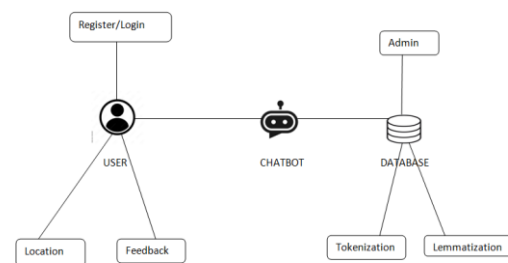 Register/Login
Admin
USER
CHATBOT
DATABASE
Location
Feedback
Tokenization
Lemmatization